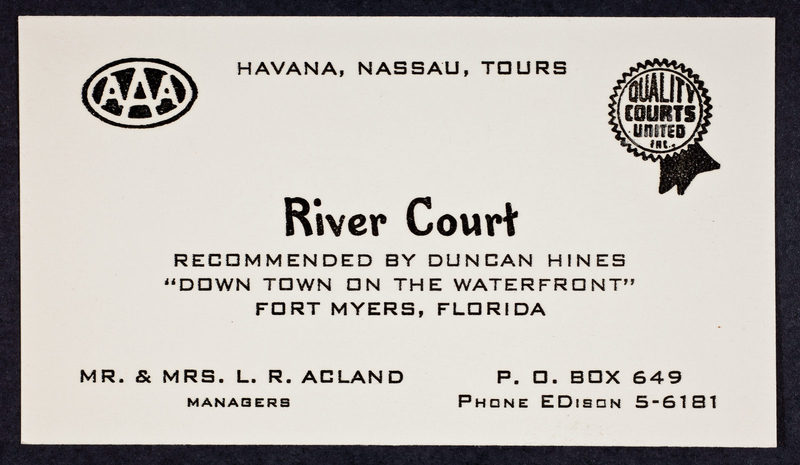 AAA
HAVANA, NASSAU, TOURS
QUALITY
COURTS
UNITED
INC.
River Court
RECOMMENDED BY DUNCAN HINES
"DOWN TOWN ON THE WATERFRONT"
FORT MYERS, FLORIDA
MR. & MRS. L. R. ACLAND
MANAGERS
P. O. BOX 649
PHONE EDISON 5-6181